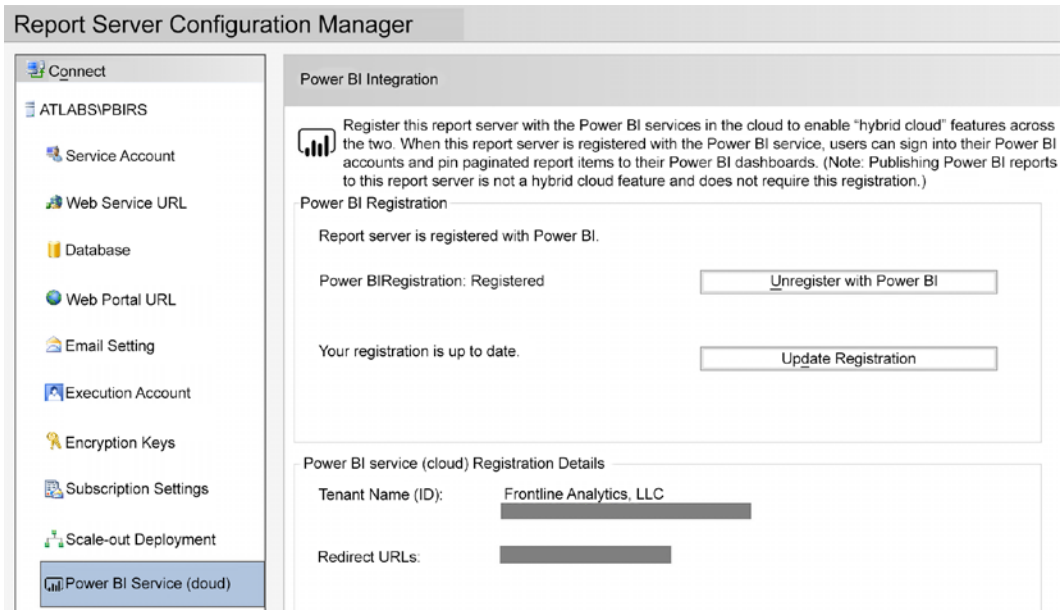 Report Server Configuration Manager
Connect
ATLABS\PBIRS
Service Account
Web Service URL
Database
Web Portal URL
Email Setting
Execution Account
Encryption Keys
Subscription Settings
Scale-out Deployment
Power BI Service (doud)
Power BI Integration
Register this report server with the Power BI services in the cloud to enable “hybrid cloud” features across
the two. When this report server is registered with the Power BI service, users can sign into their Power BI
accounts and pin paginated report items to their Power BI dashboards. (Note: Publishing Power BI reports
to this report server is not a hybrid cloud feature and does not require this registration.)
Power BI Registration
Report server is registered with Power BI.
Power BIRegistration: Registered
Unregister with Power BI
Your registration is up to date.
Update Registration
Power BI service (cloud) Registration Details
Tenant Name (ID): Frontline Analytics, LLC
Redirect URLs: